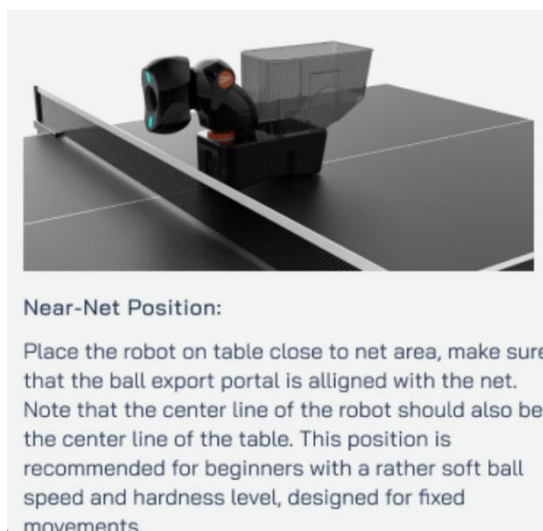 Near-Net Position:
Place the robot on table close to net area, make sure
that the ball export portal is alligned with the net.
Note that the center line of the robot should also be
the center line of the table. This position is
recommended for beginners with a rather soft ball
speed and hardness level, designed for fixed
movements.